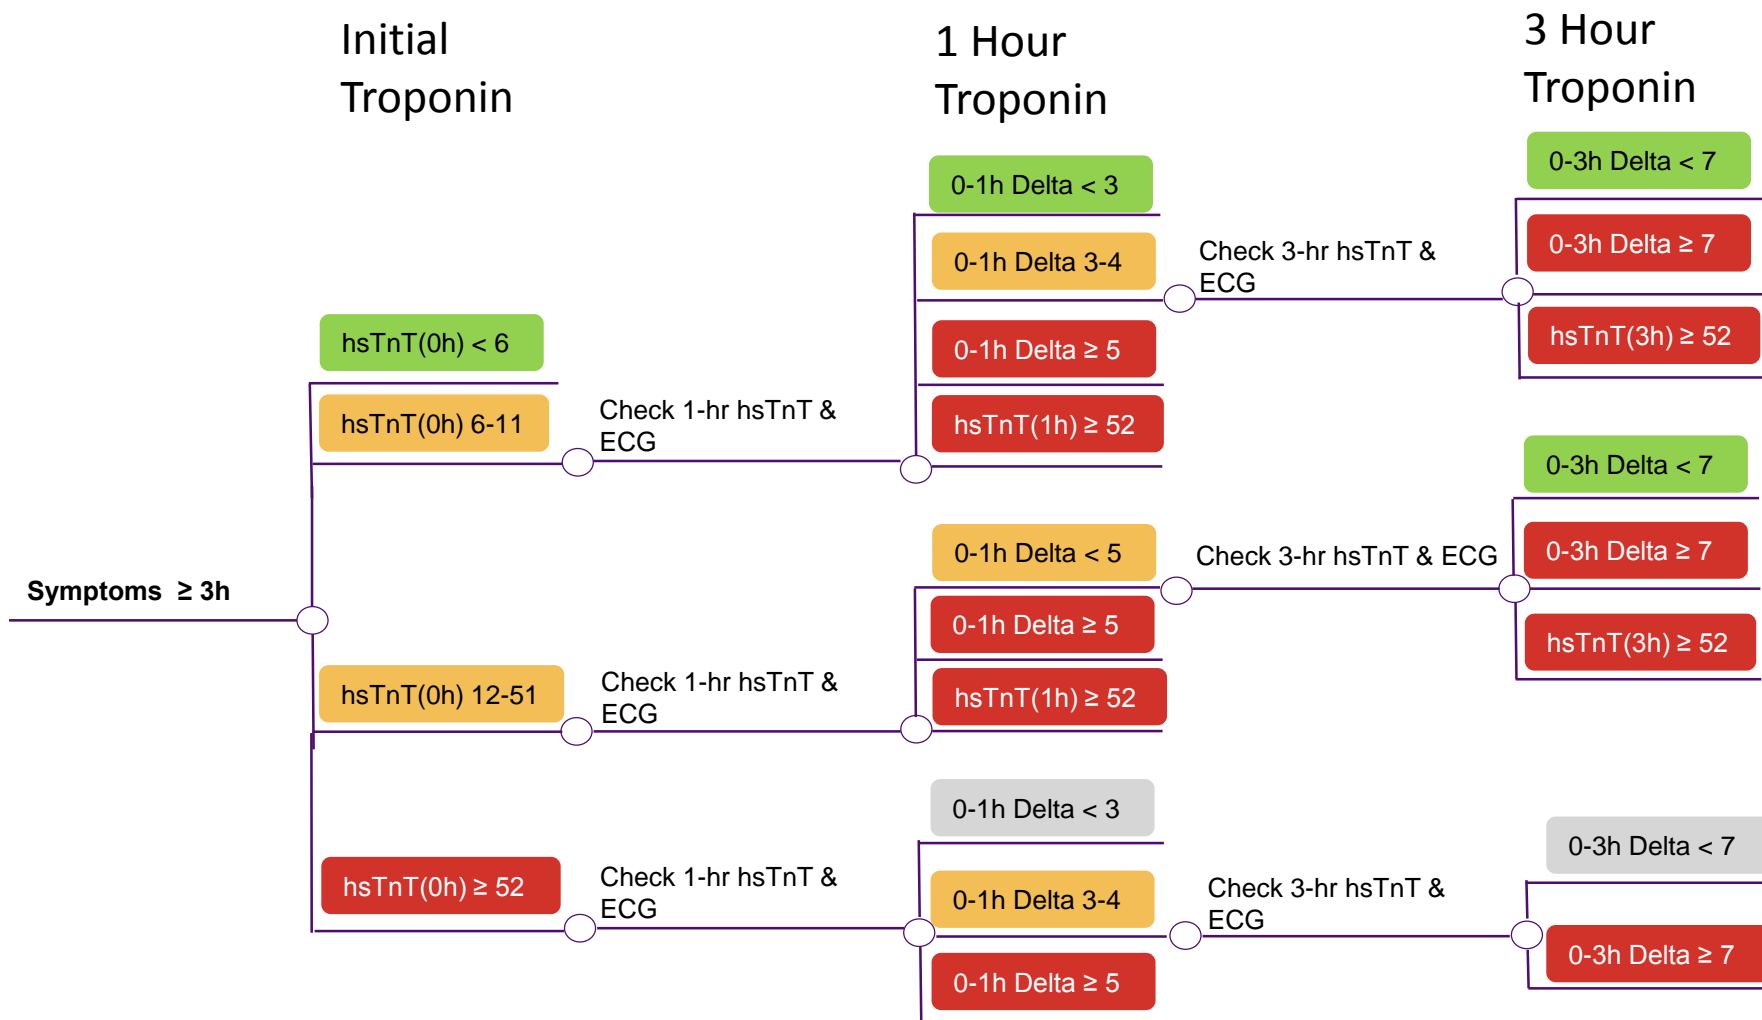 Initial
Troponin
1 Hour
Troponin
3 Hour
Troponin
Symptoms ≥ 3h
hsTnT(0h) < 6
hsTnT(0h) 6-11
Check 1-hr hsTnT &
ECG
0-1h Delta < 3
0-1h Delta 3-4
0-1h Delta ≥ 5
hsTnT(1h) ≥ 52
Check 3-hr hsTnT &
ECG
0-3h Delta < 7
0-3h Delta ≥ 7
hsTnT(3h) ≥ 52
hsTnT(0h) 12-51
Check 1-hr hsTnT &
ECG
0-1h Delta < 5
0-1h Delta ≥ 5
hsTnT(1h) ≥ 52
Check 3-hr hsTnT & ECG
0-3h Delta < 7
0-3h Delta ≥ 7
hsTnT(3h) ≥ 52
hsTnT(0h) ≥ 52
Check 1-hr hsTnT &
ECG
0-1h Delta < 3
0-1h Delta 3-4
0-1h Delta ≥ 5
Check 3-hr hsTnT &
ECG
0-3h Delta < 7
0-3h Delta ≥ 7